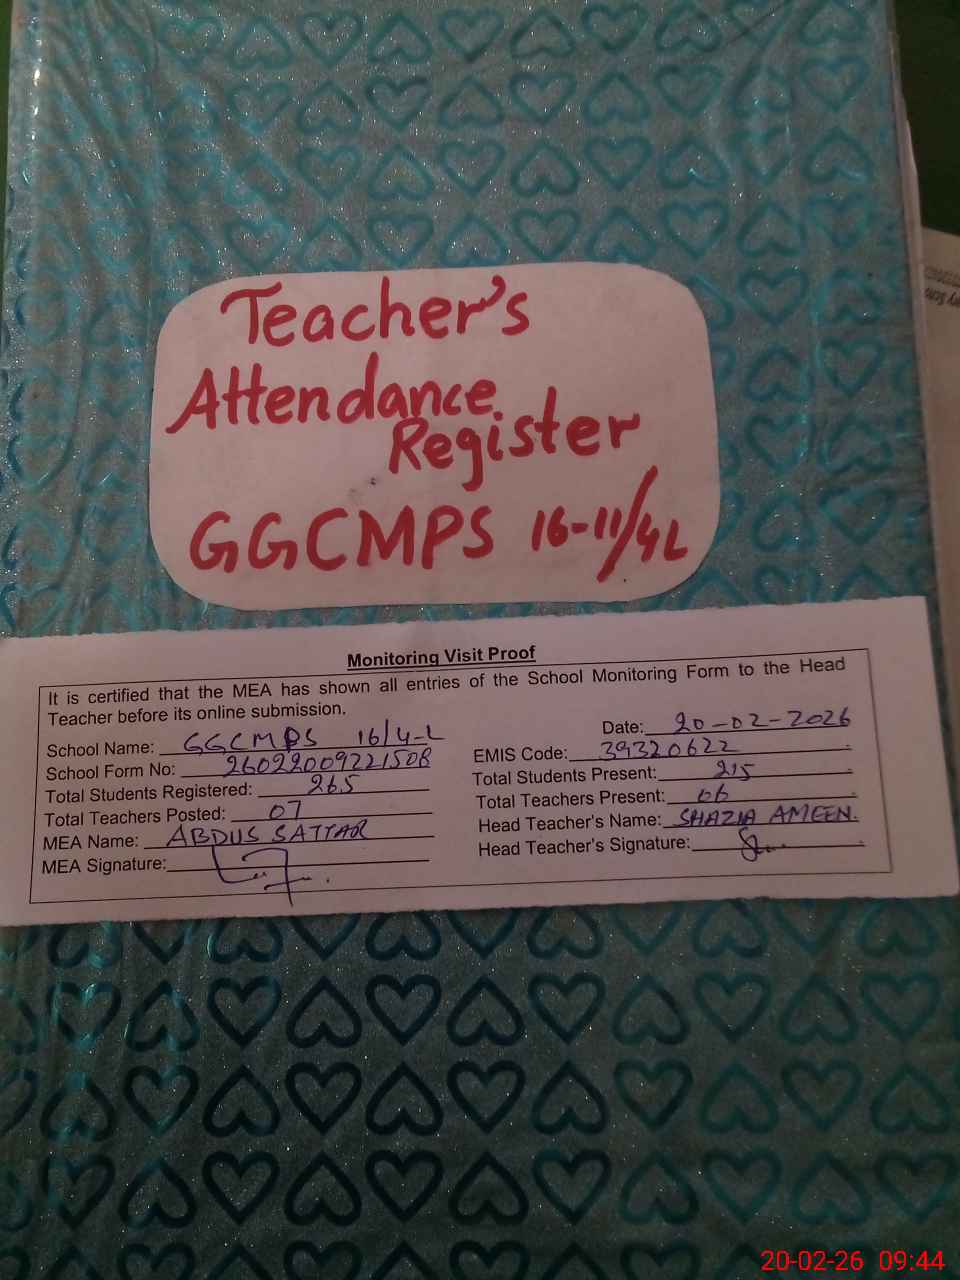 Teacher's
Attendance
Register
GGCMPS 16-11/4L
Monitoring Visit Proof
It is certified that the MEA has shown all entries of the School Monitoring Form to the Head
Teacher before its online submission.
Date: 20-02-2026
School Name: GGCMPS 16/4-L
EMIS Code: 39320622
School Form No: 26022009221508
Total Students Present: 215
Total Students Registered: 265
Total Teachers Present: 06
Total Teachers Posted: 07
Head Teacher's Name: SHAZIA AMEEN.
MEA Name: ABDUS SATTAR
Head Teacher's Signature:
MEA Signature:
20-02-26 09:44